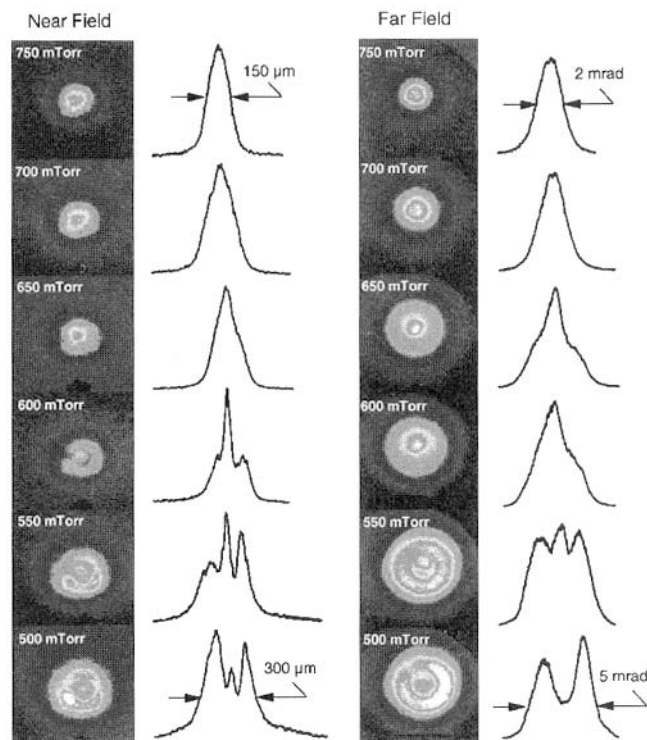 Near Field
Far Field
750 mTorr
150 µm
750 mTorr
2 mrad
700 mTorr
700 mTorr
650 mTorr
650 mTorr
600 mTorr
600 mTorr
550 mTorr
550 mTorr
500 mTorr
300 µm
500 mTorr
5 mrad